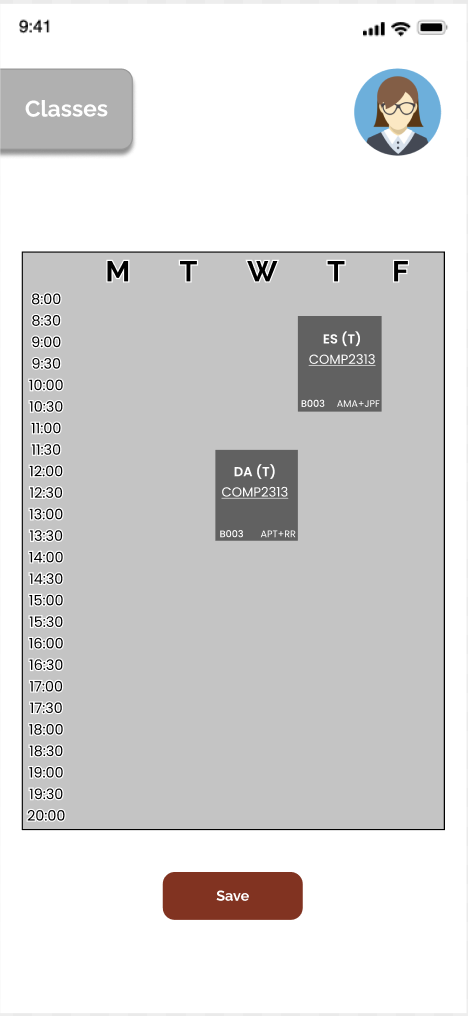 9:41
Classes
M T W T F
8:00
8:30
9:00
9:30
10:00
10:30
11:00
11:30
12:00
12:30
13:00
13:30
14:00
14:30
15:00
15:30
16:00
16:30
17:00
17:30
18:00
18:30
19:00
19:30
20:00
ES (T)
COMP2313
B003 AMA+JPF
DA (T)
COMP2313
B003 APT+RR
Save